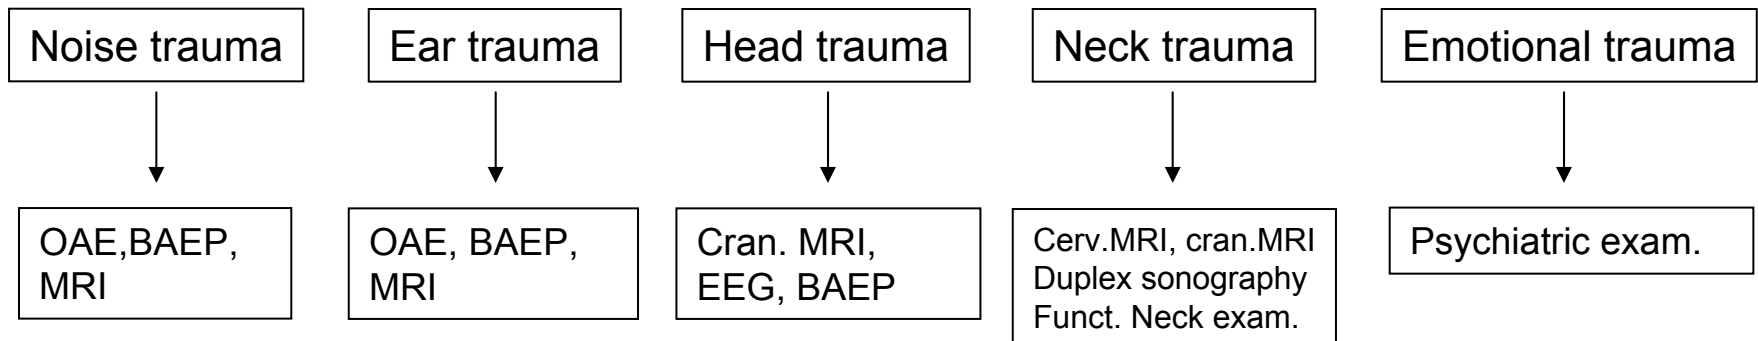 Noise trauma
Ear trauma
Head trauma
Neck trauma
Emotional trauma
OAE,BAEP,
MRI
OAE, BAEP,
MRI
Cran. MRI,
EEG, BAEP
Cerv.MRI, cran.MRI
Duplex sonography
Funct. Neck exam.
Psychiatric exam.